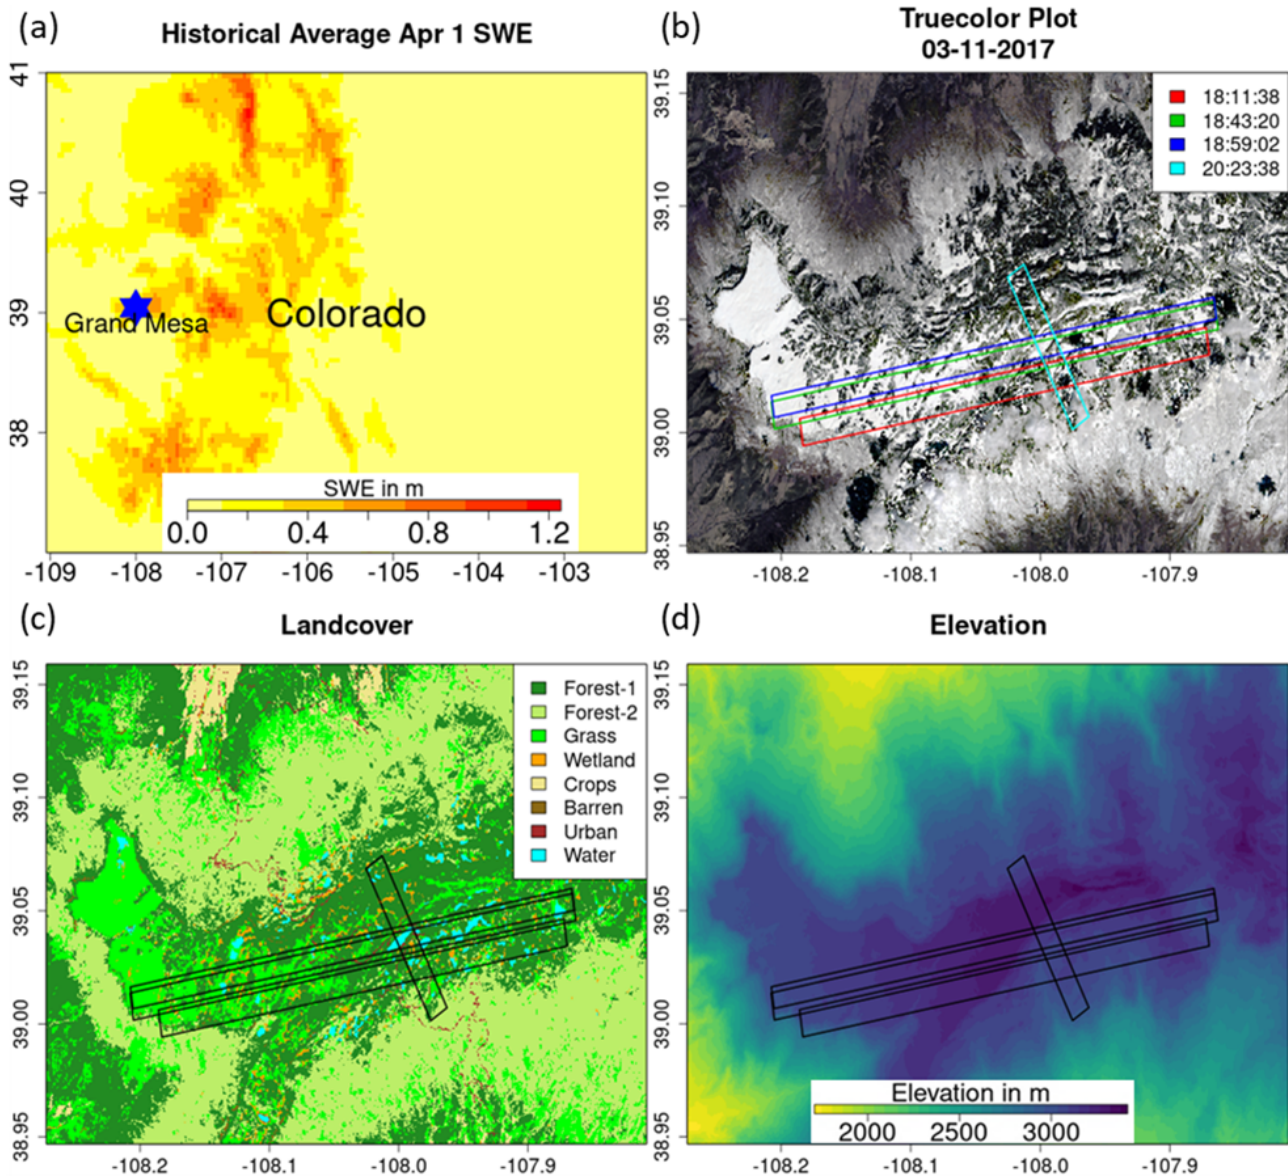 (a)
Historical Average Apr 1 SWE
41
40
39
38
Grand Mesa
Colorado
SWE in m
0.0 0.4 0.8 1.2
-109 -108 -107 -106 -105 -104 -103
(b)
Truecolor Plot
03-11-2017
39.15
39.10
39.05
39.00
38.95
18:11:38
18:43:20
18:59:02
20:23:38
-108.2 -108.1 -108.0 -107.9
(c)
Landcover
39.15
39.10
39.05
39.00
38.95
Forest-1
Forest-2
Grass
Wetland
Crops
Barren
Urban
Water
-108.2 -108.1 -108.0 -107.9
(d)
Elevation
39.15
39.10
39.05
39.00
38.95
Elevation in m
2000 2500 3000
-108.2 -108.1 -108.0 -107.9